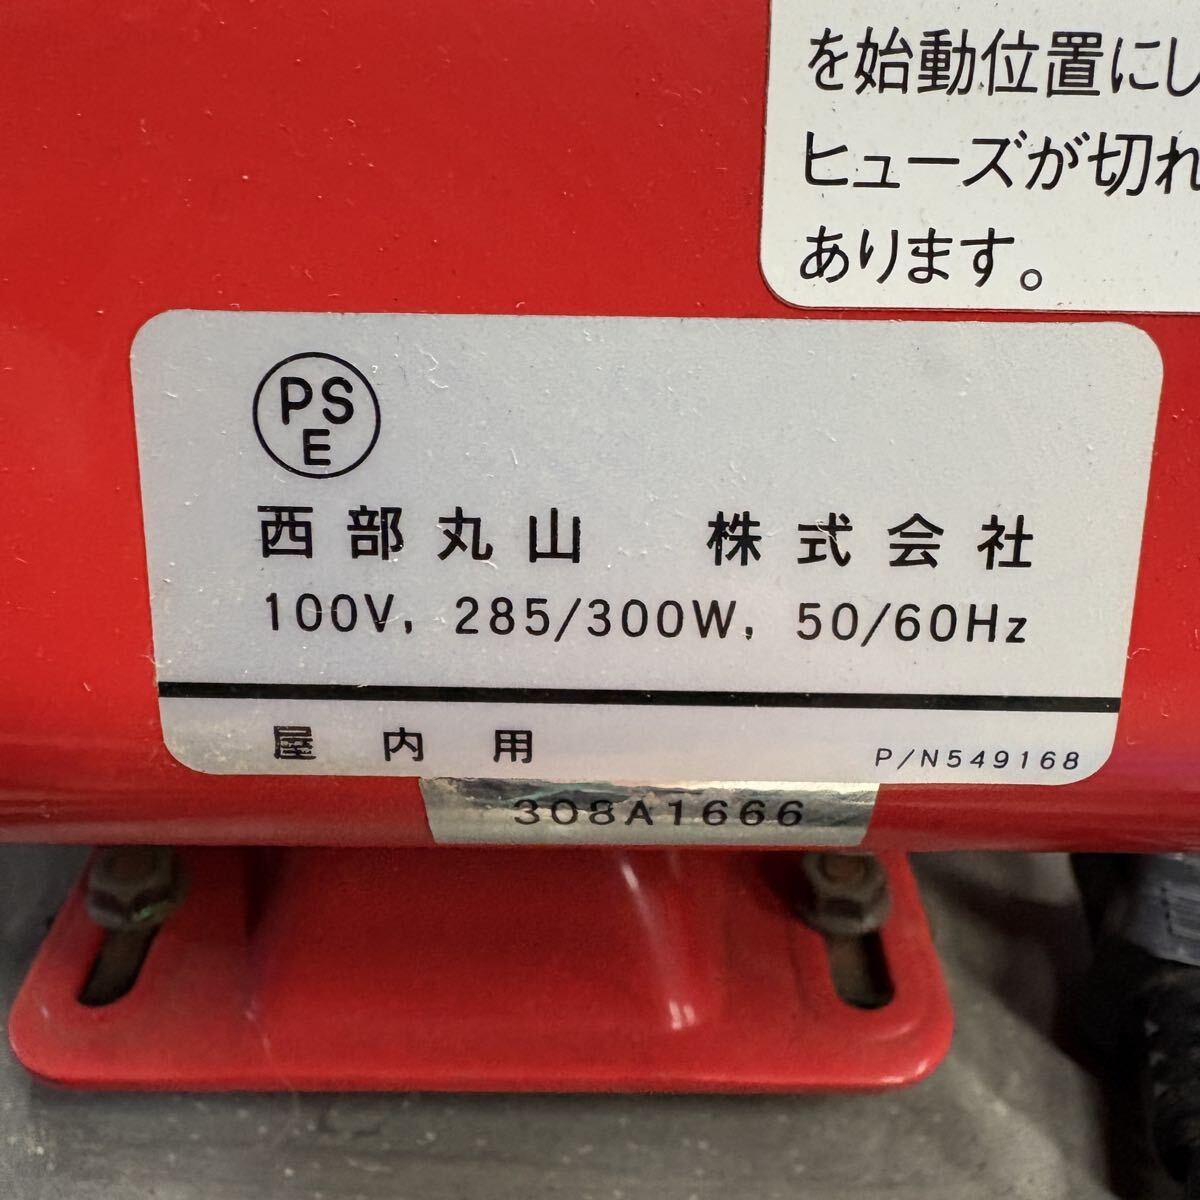 を始動位置にし
ヒューズが切れ
あります。
PS
E
西部丸山 株式会社
100V, 285/300W, 50/60Hz
屋内用
P/N549168
308A1666